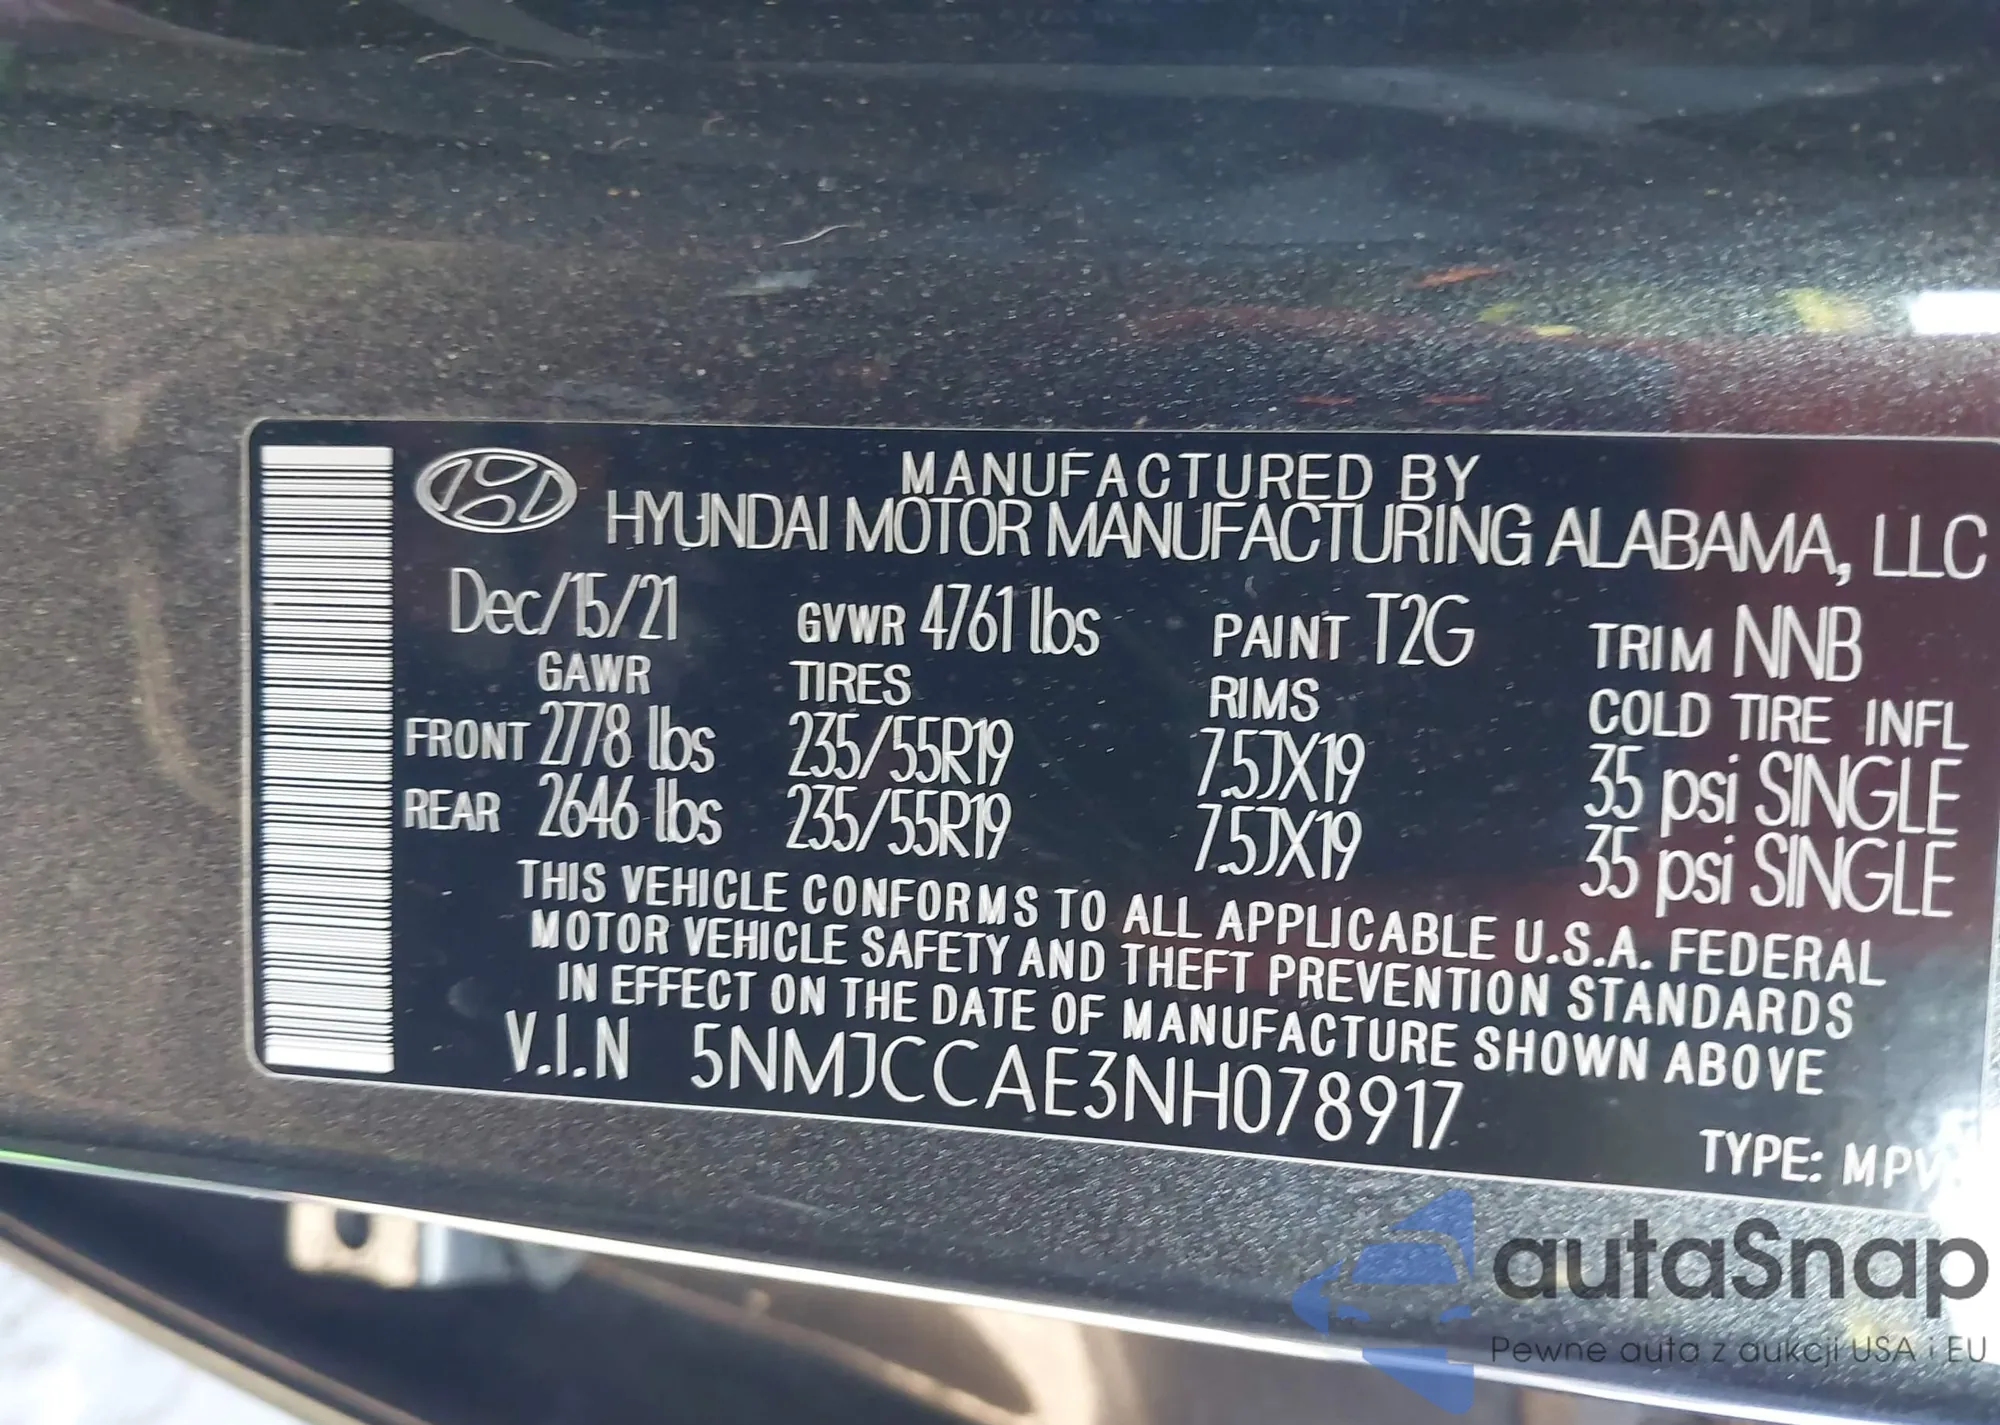 MANUFACTURED BY
HYUNDAI MOTOR MANUFACTURING ALABAMA, LLC
Dec/15/21 GVWR 4761 lbs PAINT T2G TRIM NNB
GAWR TIRES RIMS COLD TIRE INFL
FRONT 2778 lbs 235/55R19 7.5JX19 35 psi SINGLE
REAR 2646 lbs 235/55R19 7.5JX19 35 psi SINGLE
THIS VEHICLE CONFORMS TO ALL APPLICABLE U.S.A. FEDERAL
MOTOR VEHICLE SAFETY AND THEFT PREVENTION STANDARDS
IN EFFECT ON THE DATE OF MANUFACTURE SHOWN ABOVE
V.I.N 5NMJCCAE3NH078917
TYPE: MPV
autaSnap
Pewne auta z aukcji USA i EU